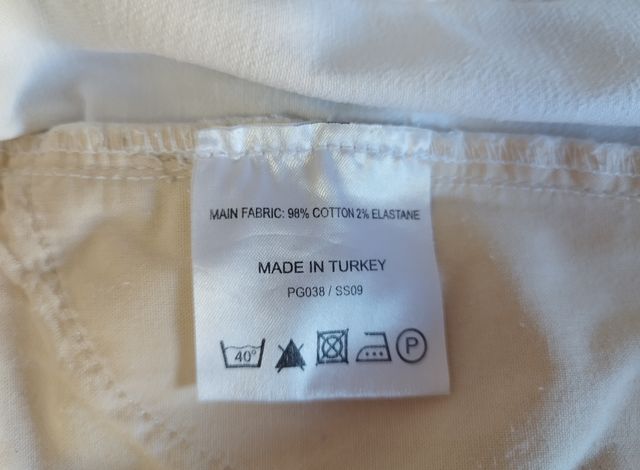 MAIN FABRIC: 98% COTTON 2% ELASTANE
MADE IN TURKEY
PG038 / SS09
40° P